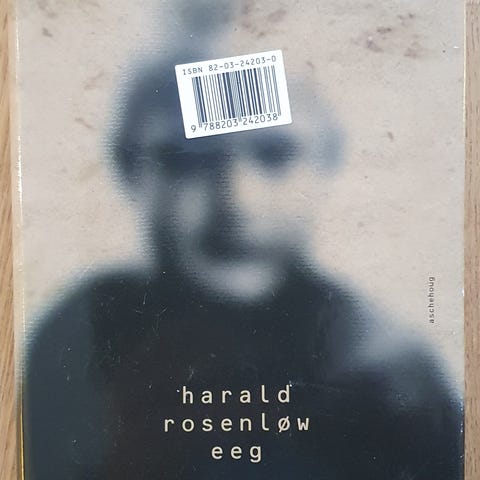 ISBN 82-03-24203-0
9 788203 242038
aschehoug
harald
rosenløw
eeg